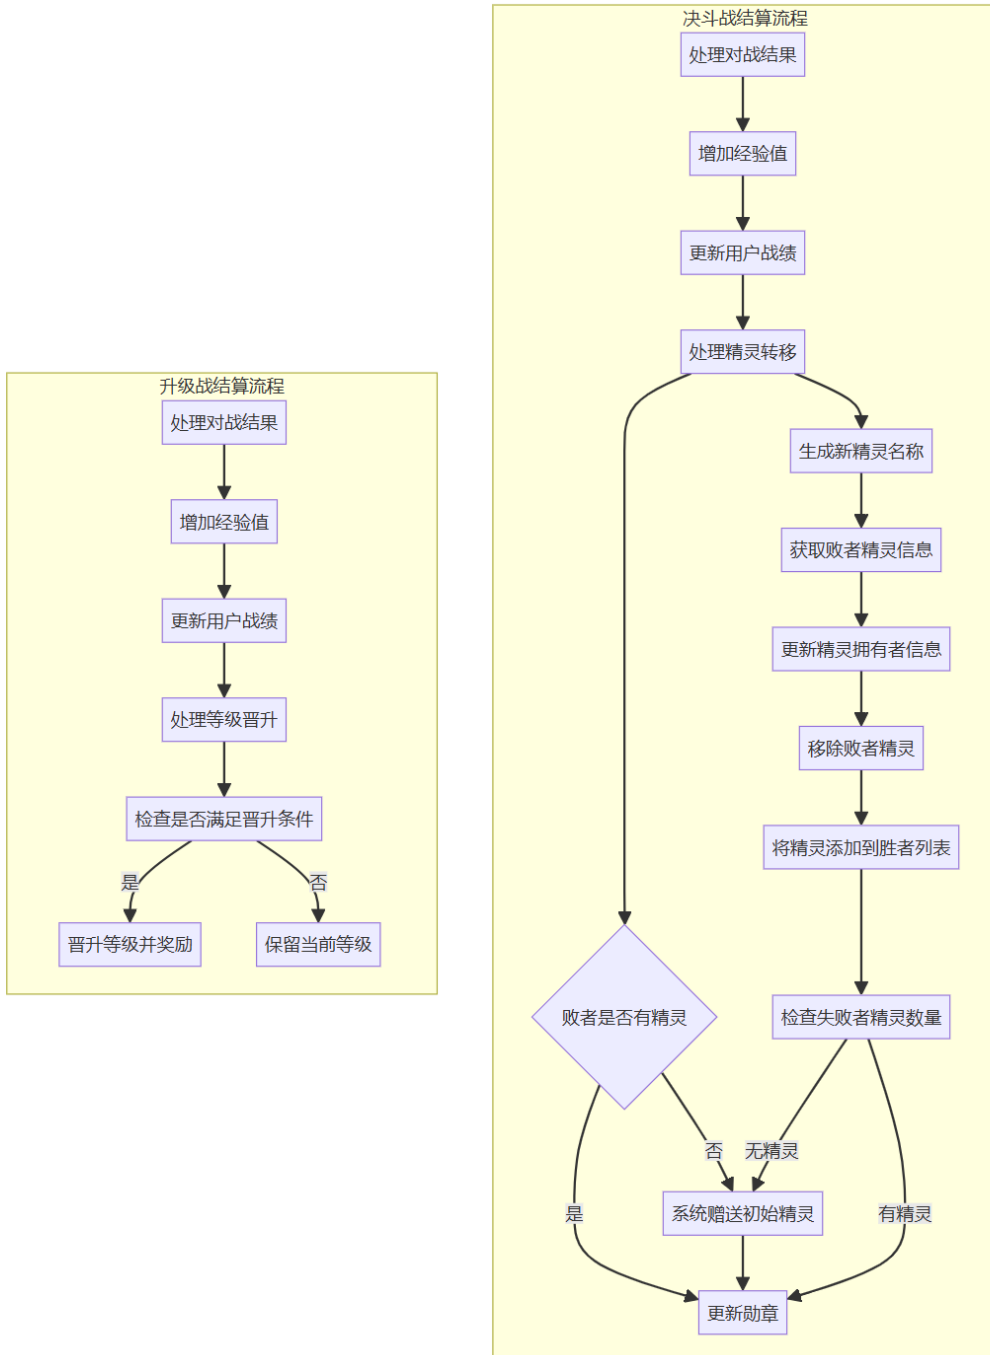 升级战结算流程
处理对战结果
增加经验值
更新用户战绩
处理等级晋升
检查是否满足晋升条件
是
否
晋升等级并奖励
保留当前等级
决斗战结算流程
处理对战结果
增加经验值
更新用户战绩
处理精灵转移
生成新精灵名称
获取败者精灵信息
更新精灵拥有者信息
移除败者精灵
将精灵添加到胜者列表
败者是否有精灵
检查失败者精灵数量
否
无精灵
是
系统赠送初始精灵
有精灵
更新勋章